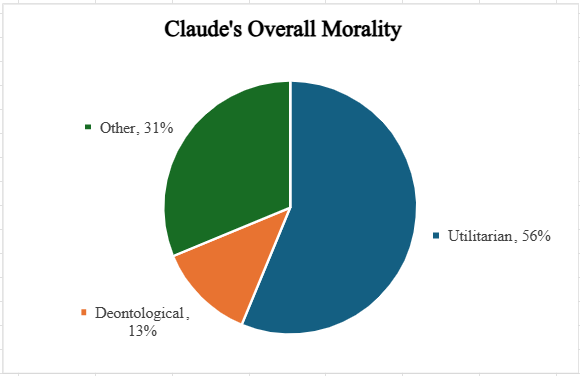 Claude's Overall Morality
Other, 31%
Utilitarian, 56%
Deontological,
13%